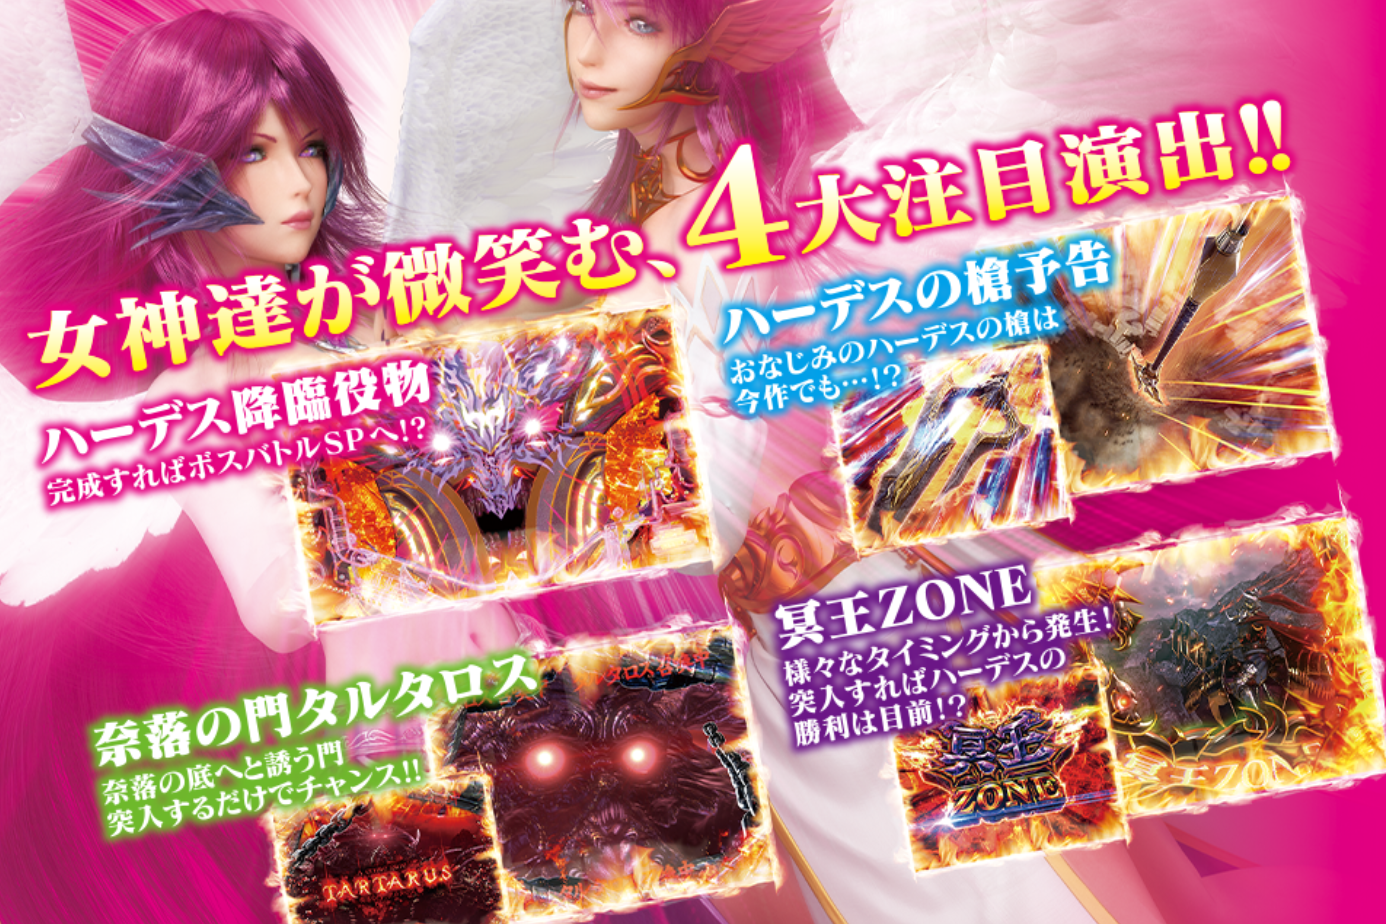 女神達が微笑む、4大注目演出!!
ハーデス降臨役物
完成すればボスバトルSPへ!?
ハーデスの槍予告
おなじみのハーデスの槍は
今作でも…!?
奈落の門タルタロス
奈落の底へと誘う門
突入するだけでチャンス!!
TARTARUS
冥王ZONE
様々なタイミングから発生!
突入すればハーデスの
勝利は目前!?
冥王
ZONE
冥王ZON